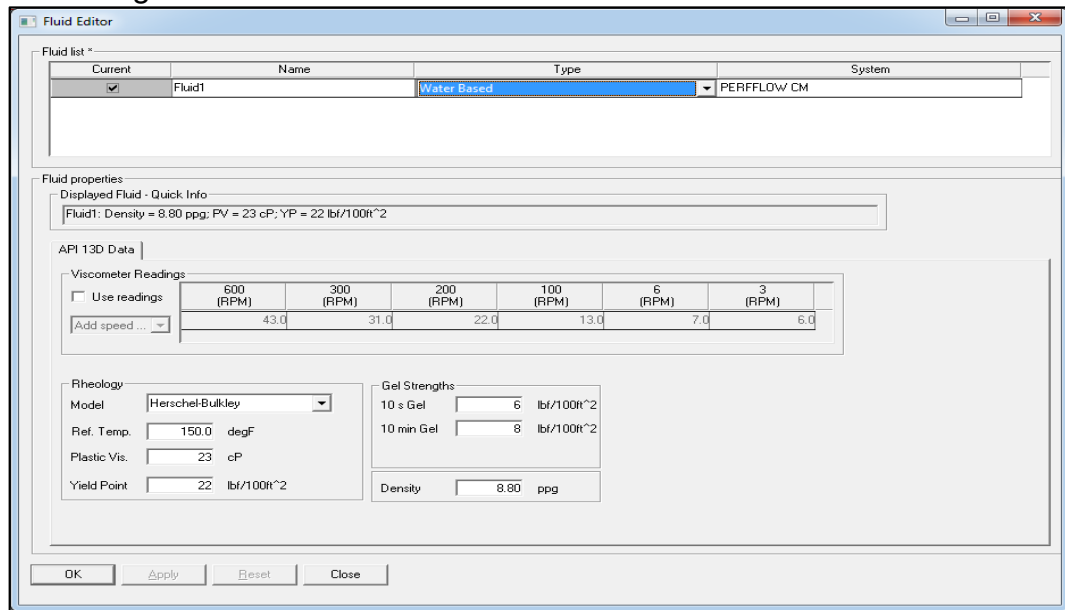 Fluid Editor
Fluid list *
Current Name Type System
Fluid1 Water Based PERFFLOW CM
Fluid properties
Displayed Fluid - Quick Info
Fluid1: Density = 8.80 ppg; PV = 23 cP; YP = 22 lbf/100ft^2
API 13D Data
Viscometer Readings
Use readings
600 (RPM) 300 (RPM) 200 (RPM) 100 (RPM) 6 (RPM) 3 (RPM)
Add speed ... 43.0 31.0 22.0 13.0 7.0 6.0
Rheology
Model Herschel-Bulkley
Ref. Temp. 150.0 degF
Plastic Vis. 23 cP
Yield Point 22 lbf/100ft^2
Gel Strengths
10 s Gel 6 lbf/100ft^2
10 min Gel 8 lbf/100ft^2
Density 8.80 ppg
OK Apply Reset Close